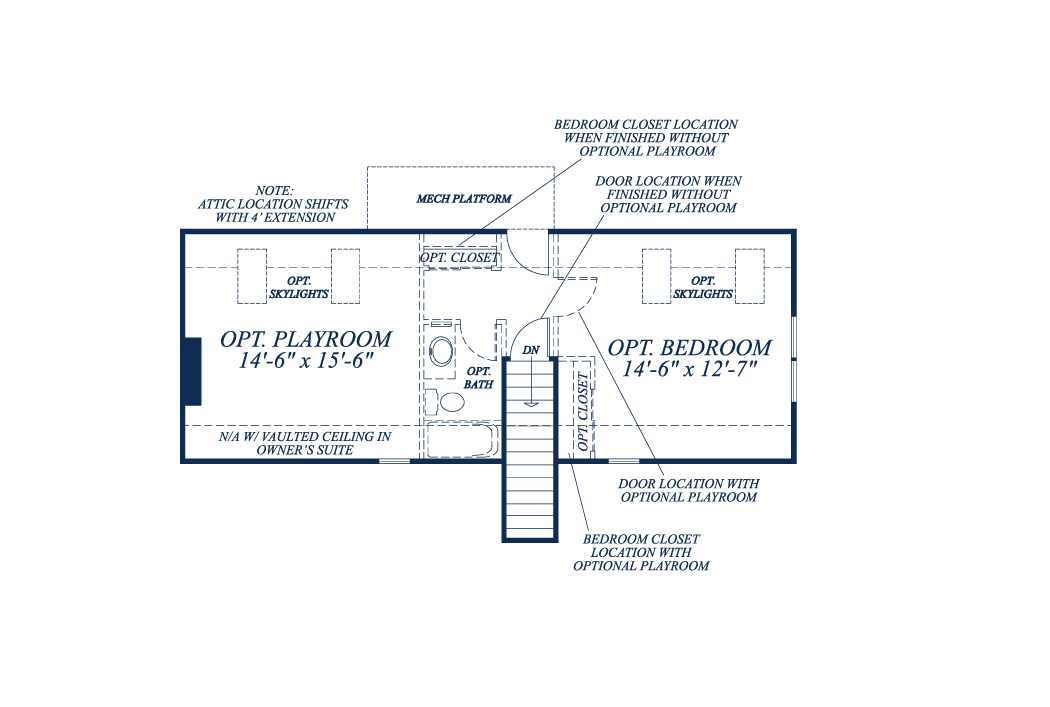 BEDROOM CLOSET LOCATION
WHEN FINISHED WITHOUT
OPTIONAL PLAYROOM
DOOR LOCATION WHEN
FINISHED WITHOUT
OPTIONAL PLAYROOM
NOTE:
ATTIC LOCATION SHIFTS
WITH 4' EXTENSION
MECH PLATFORM
OPT. CLOSET
OPT.
SKYLIGHTS
OPT.
SKYLIGHTS
OPT. PLAYROOM
14'-6" x 15'-6"
DN
OPT. BEDROOM
14'-6" x 12'-7"
OPT.
BATH
OPT. CLOSET
N/A W/ VAULTED CEILING IN
OWNER'S SUITE
DOOR LOCATION WITH
OPTIONAL PLAYROOM
BEDROOM CLOSET
LOCATION WITH
OPTIONAL PLAYROOM